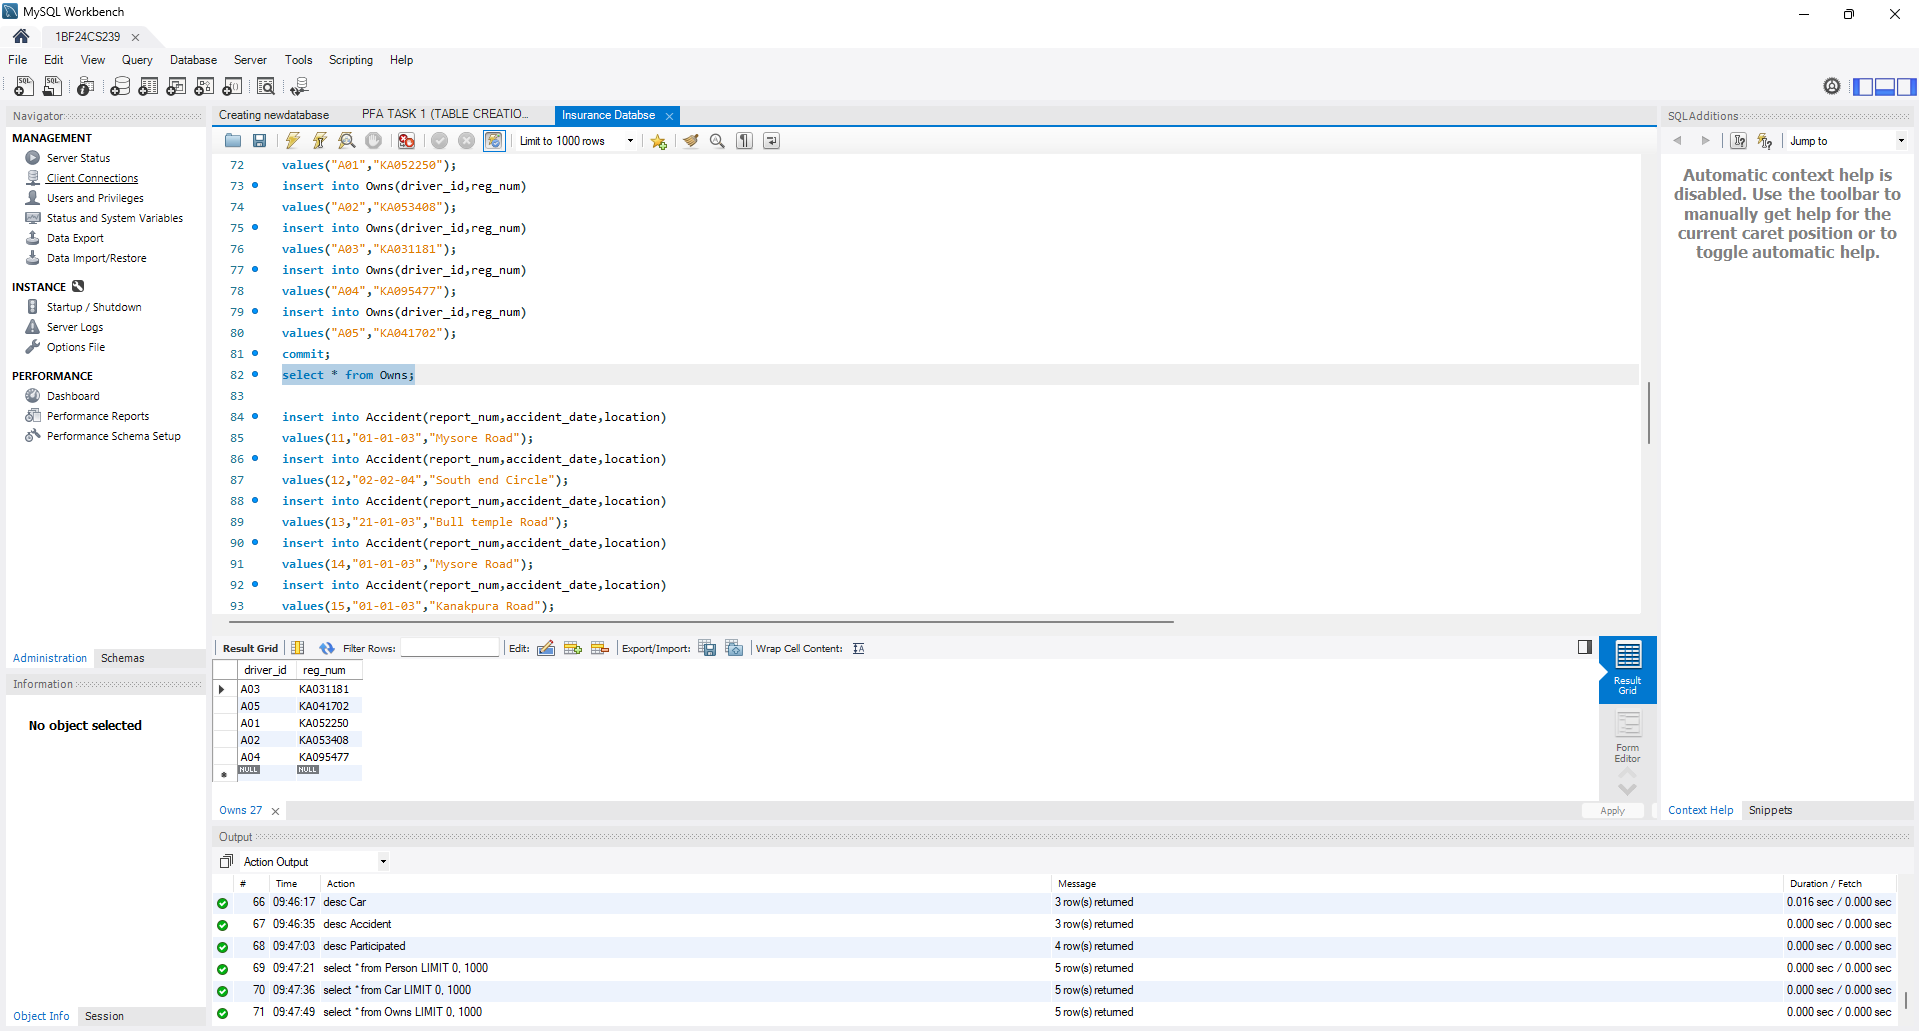 MySQL Workbench
1BF24CS239
File Edit View Query Database Server Tools Scripting Help
Navigator
MANAGEMENT
Server Status
Client Connections
Users and Privileges
Status and System Variables
Data Export
Data Import/Restore
INSTANCE
Startup / Shutdown
Server Logs
Options File
PERFORMANCE
Dashboard
Performance Reports
Performance Schema Setup
Administration Schemas
Information
No object selected
Object Info Session
Creating newdatabase PFA TASK 1 (TABLE CREATIO... Insurance Databse
Limit to 1000 rows
72 values("A01","KA052250");
73 insert into Owns(driver_id,reg_num)
74 values("A02","KA053408");
75 insert into Owns(driver_id,reg_num)
76 values("A03","KA031181");
77 insert into Owns(driver_id,reg_num)
78 values("A04","KA095477");
79 insert into Owns(driver_id,reg_num)
80 values("A05","KA041702");
81 commit;
82 select * from Owns;
83
84 insert into Accident(report_num,accident_date,location)
85 values(11,"01-01-03","Mysore Road");
86 insert into Accident(report_num,accident_date,location)
87 values(12,"02-02-04","South end Circle");
88 insert into Accident(report_num,accident_date,location)
89 values(13,"21-01-03","Bull temple Road");
90 insert into Accident(report_num,accident_date,location)
91 values(14,"01-01-03","Mysore Road");
92 insert into Accident(report_num,accident_date,location)
93 values(15,"01-01-03","Kanakpura Road");
Result Grid Filter Rows: Edit: Export/Import: Wrap Cell Content:
driver_id reg_num
A03 KA031181
A05 KA041702
A01 KA052250
A02 KA053408
A04 KA095477
NULL NULL
Result
Grid
Form
Editor
Owns 27
Apply
SQLAdditions
Jump to
Automatic context help is
disabled. Use the toolbar to
manually get help for the
current caret position or to
toggle automatic help.
Context Help Snippets
Output
Action Output
# Time Action Message Duration / Fetch
66 09:46:17 desc Car 3 row(s) returned 0.016 sec / 0.000 sec
67 09:46:35 desc Accident 3 row(s) returned 0.000 sec / 0.000 sec
68 09:47:03 desc Participated 4 row(s) returned 0.000 sec / 0.000 sec
69 09:47:21 select * from Person LIMIT 0, 1000 5 row(s) returned 0.000 sec / 0.000 sec
70 09:47:36 select * from Car LIMIT 0, 1000 5 row(s) returned 0.000 sec / 0.000 sec
71 09:47:49 select * from Owns LIMIT 0, 1000 5 row(s) returned 0.000 sec / 0.000 sec